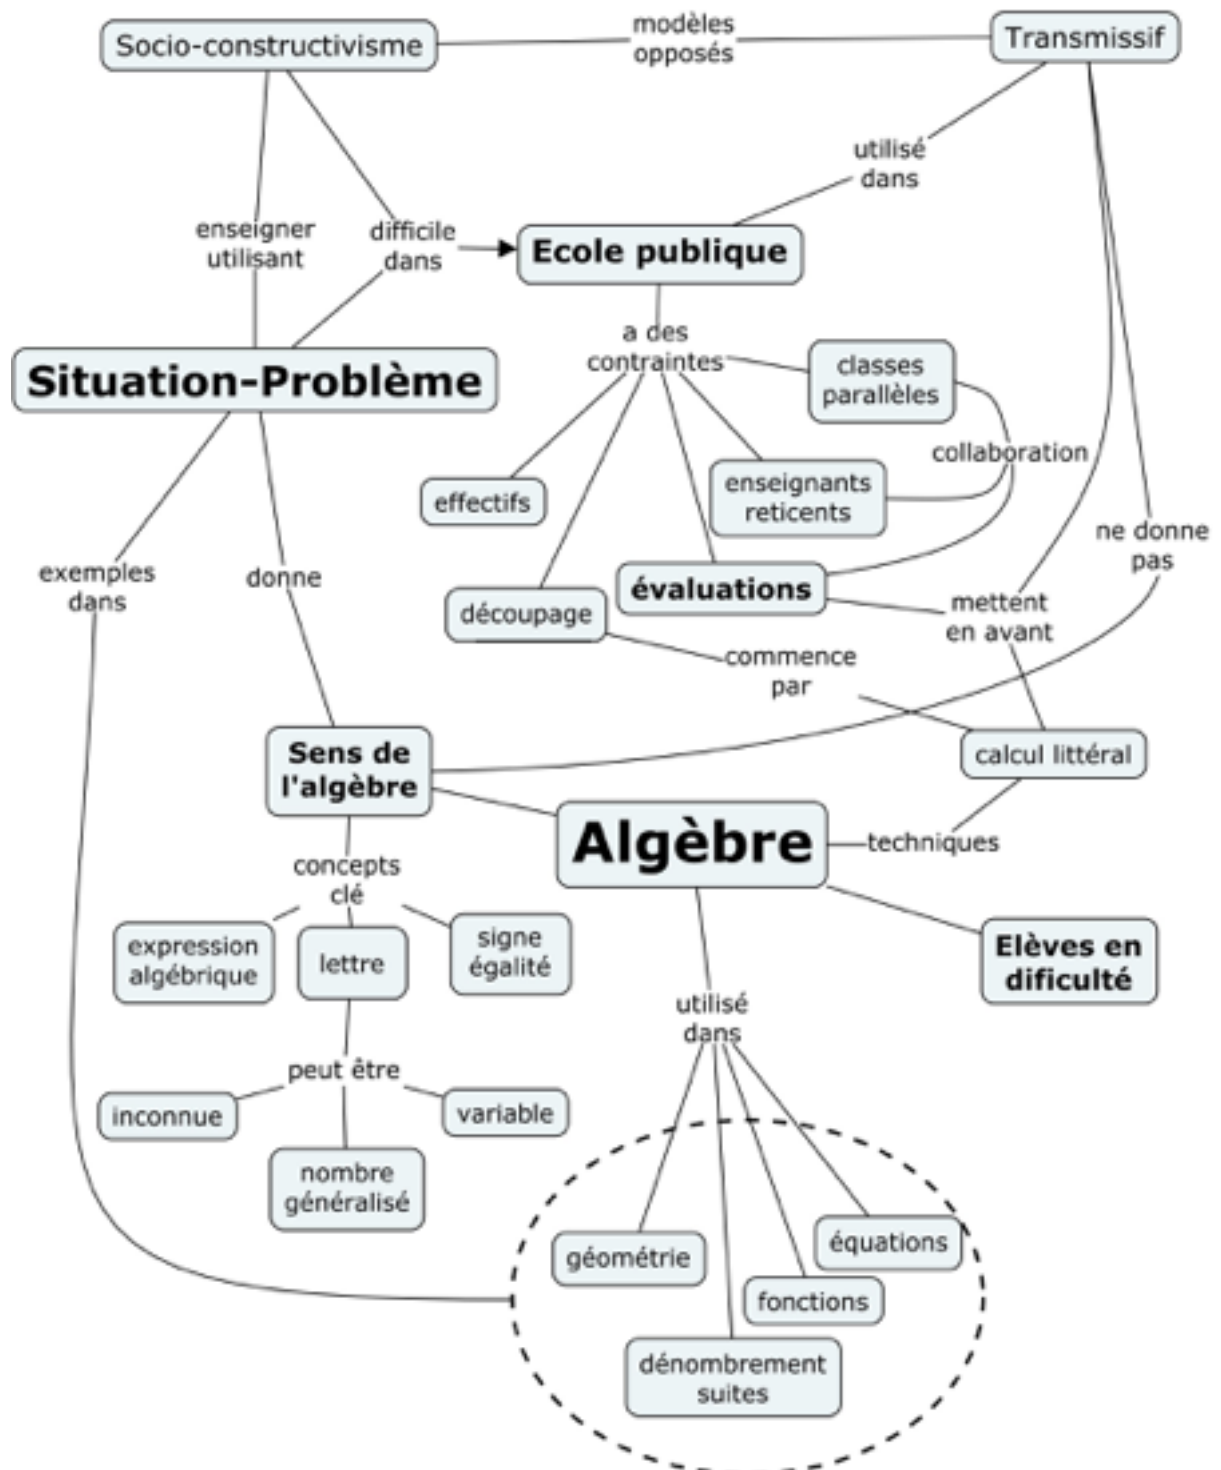 modèles
opposés
Socio-constructivisme
Transmissif
utilisé
dans
enseigner
utilisant
difficile
dans
Ecole publique
a des
contraintes
classes
parallèles
Situation-Problème
collaboration
effectifs
enseignants
reticents
ne donne
pas
exemples
dans
donne
évaluations
découpage
mettent
en avant
commence
par
Sens de
l'algèbre
calcul littéral
Algèbre
techniques
concepts
clé
expression
algébrique
lettre
signe
égalité
Elèves en
dificulté
utilisé
dans
peut être
inconnue
variable
nombre
généralisé
géométrie
équations
fonctions
dénombrement
suites